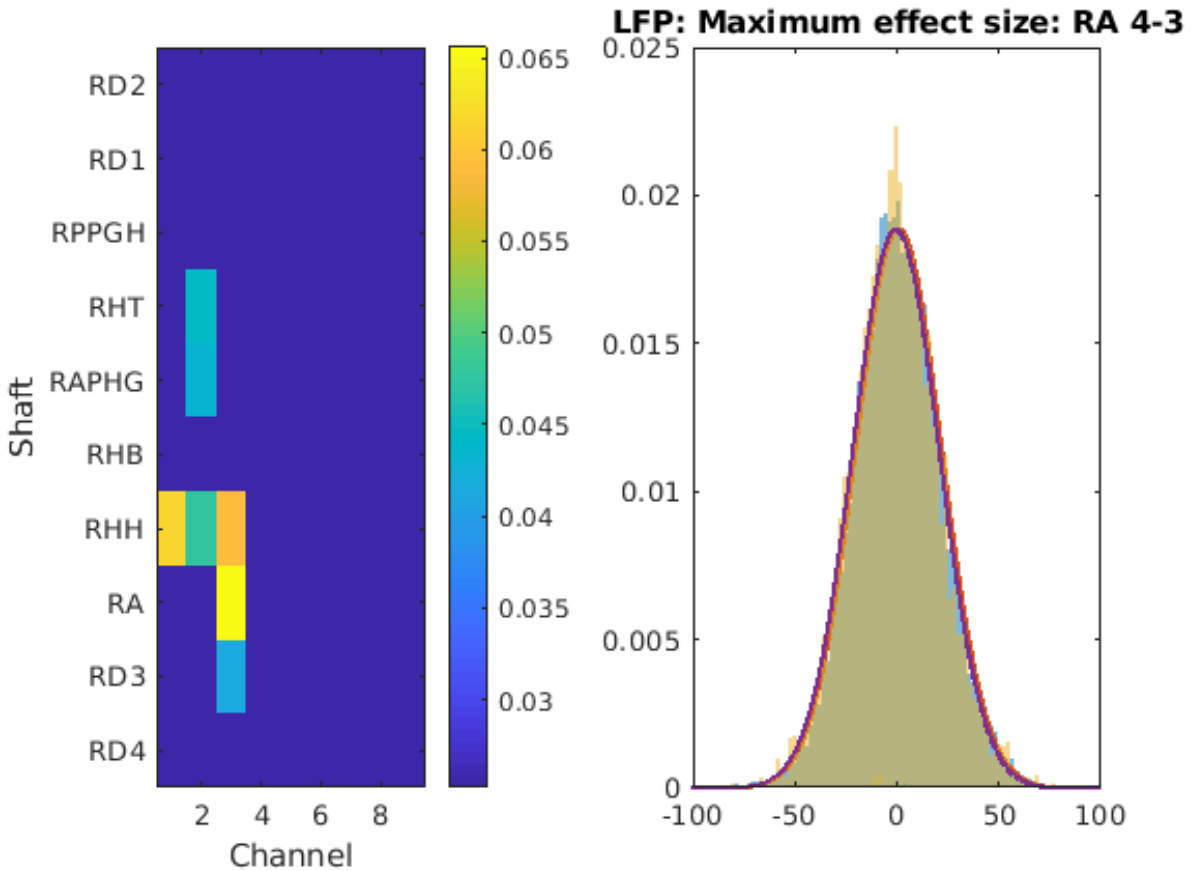 LFP: Maximum effect size: RA 4-3
Shaft
RD2
RD1
RPPGH
RHT
RAPHG
RHB
RHH
RA
RD3
RD4
2 4 6 8
Channel
0.065
0.06
0.055
0.05
0.045
0.04
0.035
0.03
0.025
0.02
0.015
0.01
0.005
0
-100 -50 0 50 100